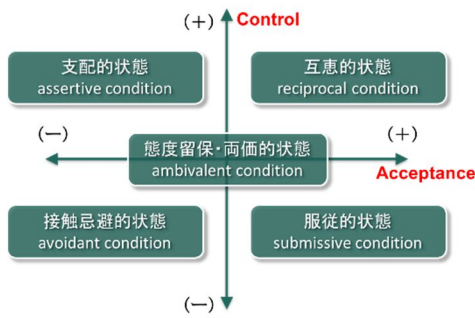 (+)
Control
支配的状態
assertive condition
互恵的状態
reciprocal condition
(－)
態度留保・両価的状態
ambivalent condition
(+)
Acceptance
接触忌避的状態
avoidant condition
服従的状態
submissive condition
(－)